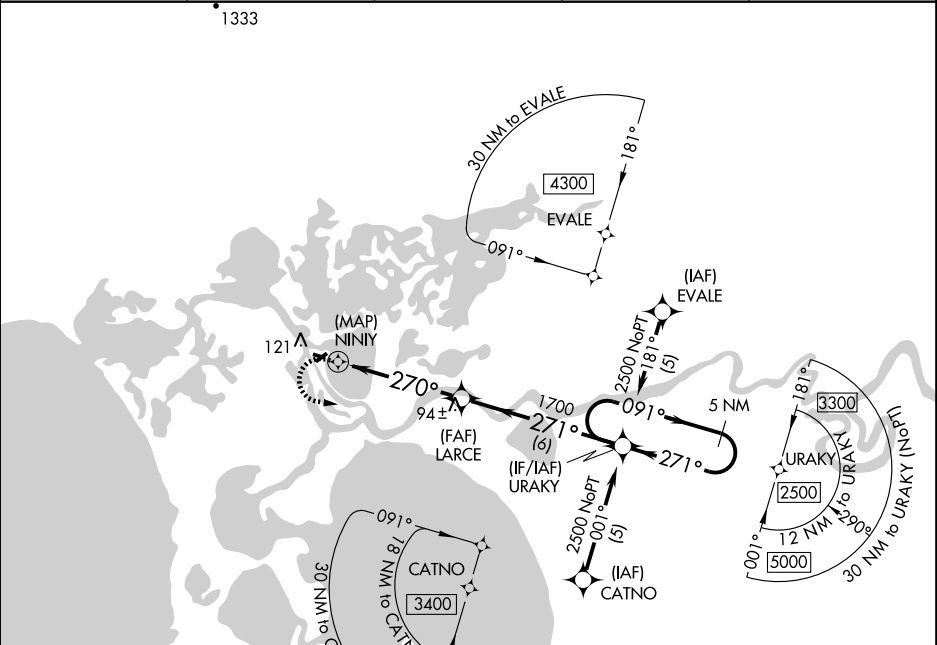 1333
30 NM to EVALE
181°
4300
EVALE
091°
(IAF)
EVALE
(MAP)
NINIY
121
2500 NoPT
181°
(5)
270°
94±
(FAF)
LARCE
1700
271°
(6)
091°
5 NM
(IF/IAF)
URAKY
271°
181°
3300
URAKY
2500
12 NM to URAKY
290°
30 NM to URAKY (NoPT)
001°
5000
2500 NoPT
001°
(5)
(IAF)
CATNO
091°
CATNO
3400
18 NM to CATN
30 NM to C